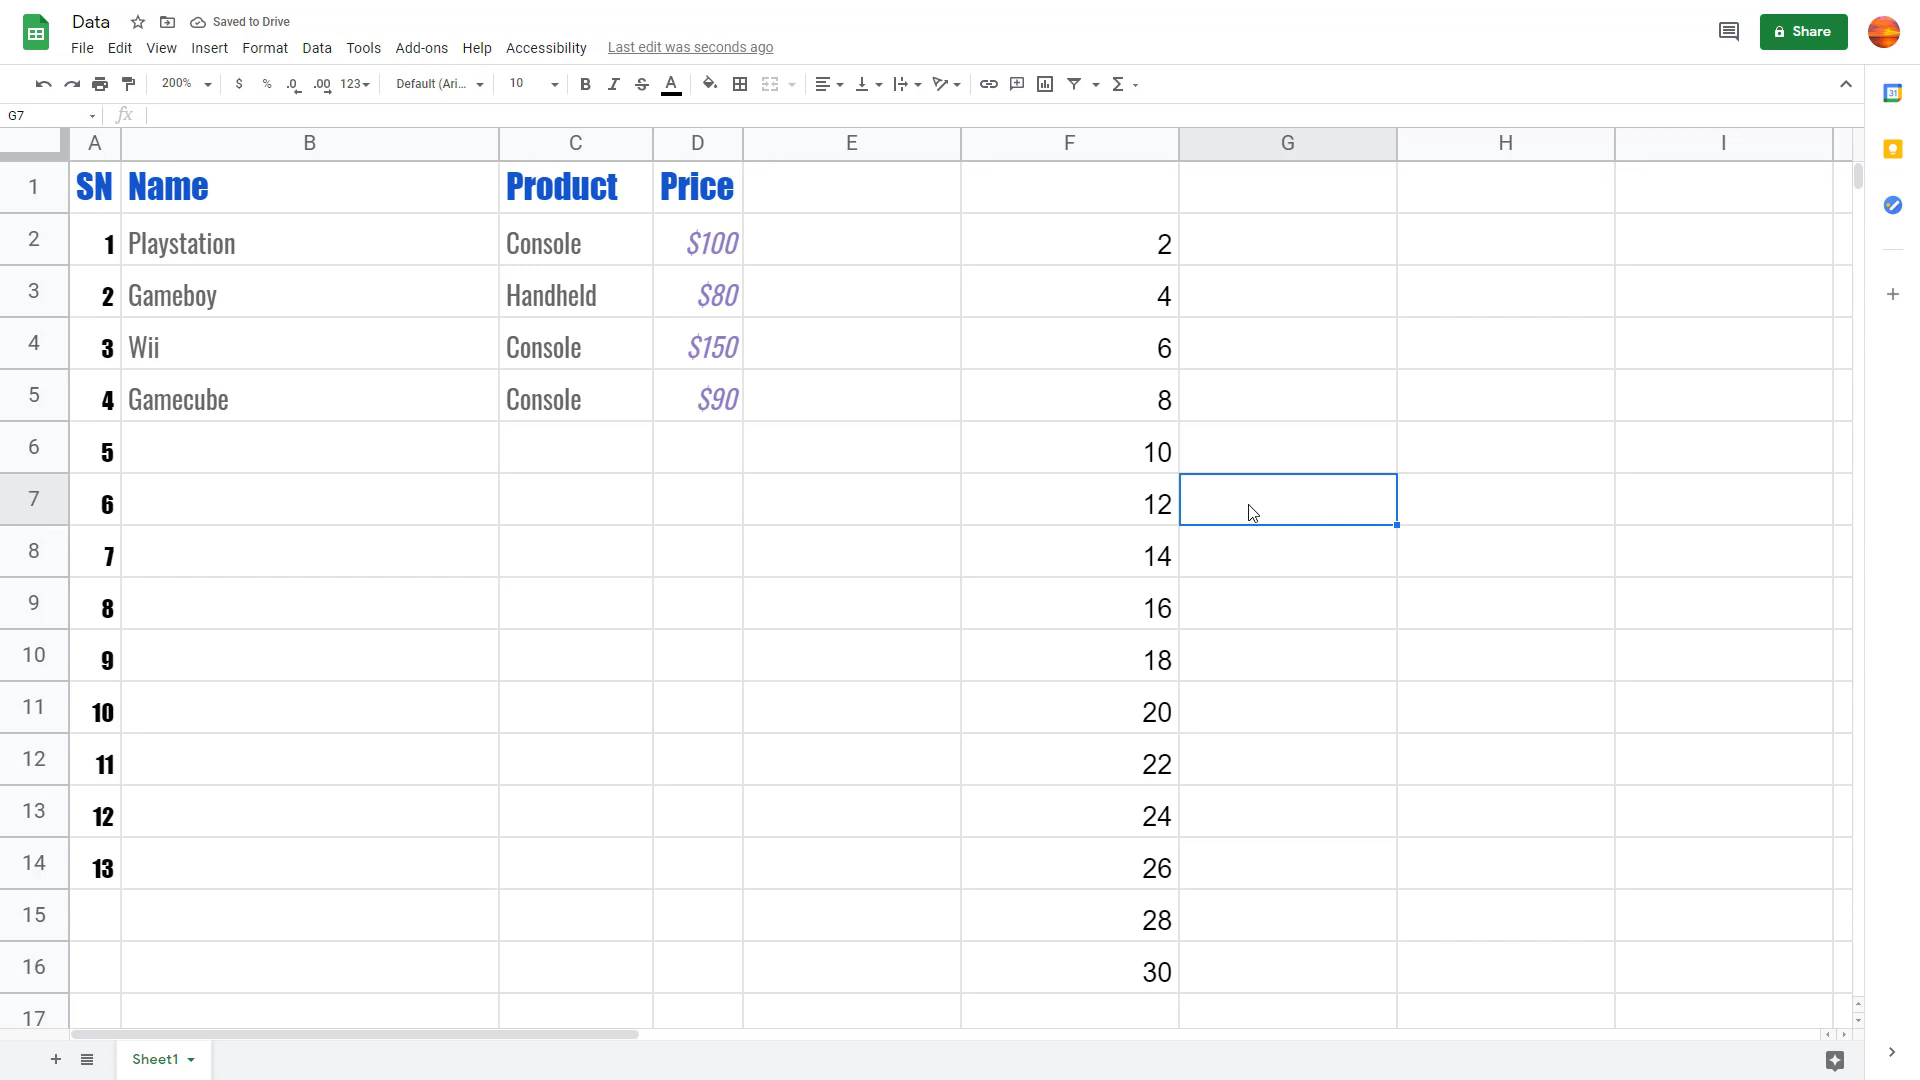 Data Saved to Drive
File Edit View Insert Format Data Tools Add-ons Help Accessibility Last edit was seconds ago
Share
200% $ % .0 .00 123 Default (Ari... 10 B I S A Σ
31
G7 fx
A B C D E F G H I
1 SN Name Product Price
2 1 Playstation Console $100 2
3 2 Gameboy Handheld $80 4
4 3 Wii Console $150 6
5 4 Gamecube Console $90 8
6 5 10
7 6 12
8 7 14
9 8 16
10 9 18
11 10 20
12 11 22
13 12 24
14 13 26
15 28
16 30
17
Sheet1